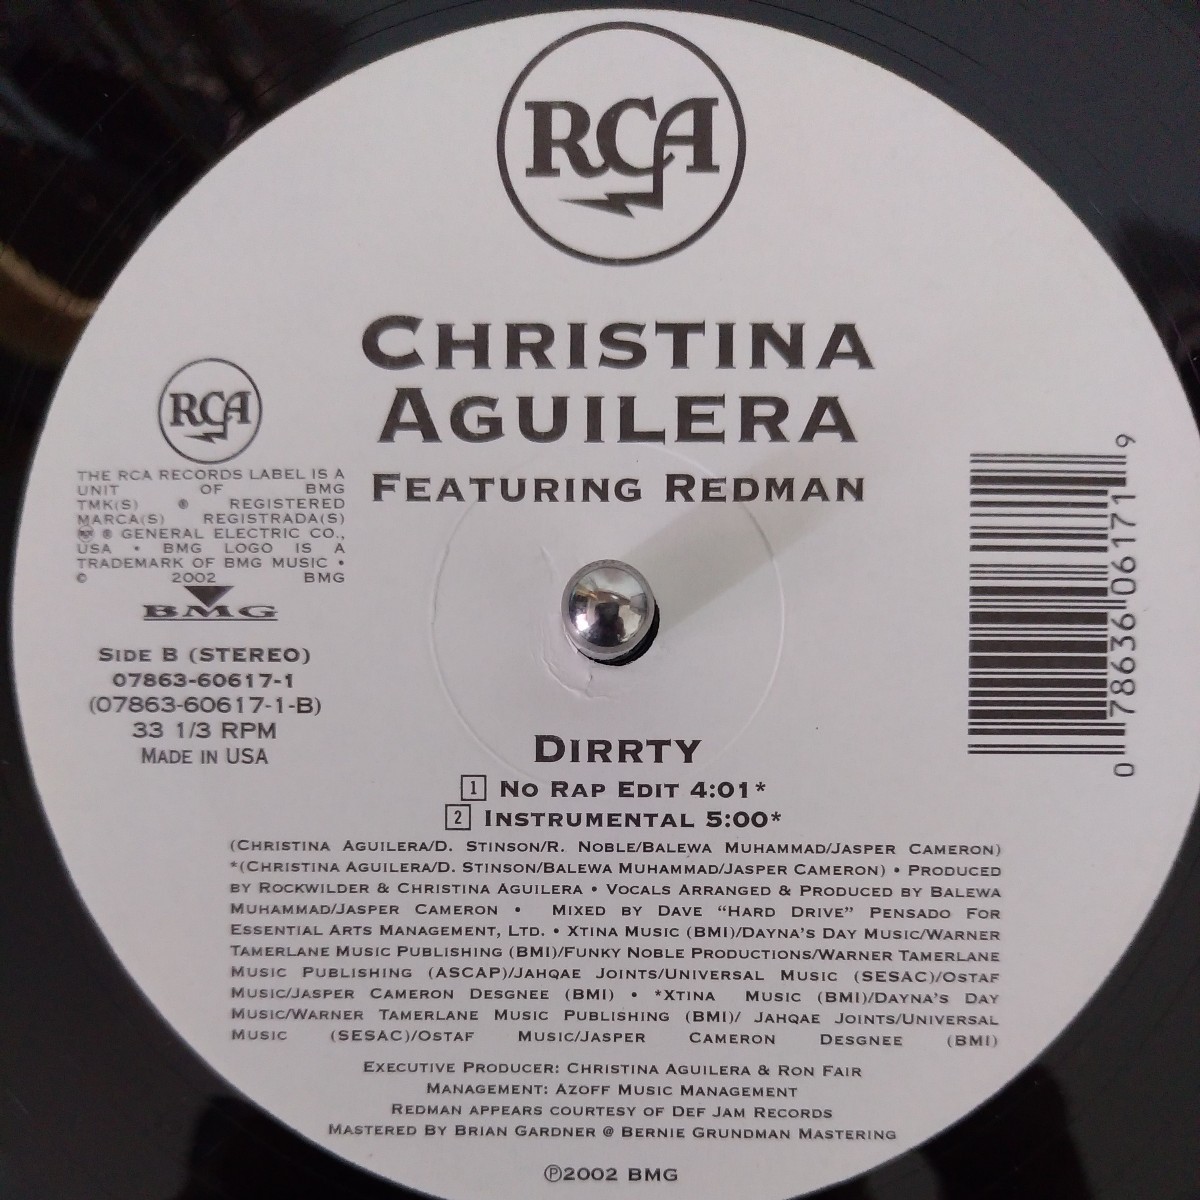 RCA
CHRISTINA
AGUILERA
FEATURING REDMAN
RCA
THE RCA RECORDS LABEL IS A
UNIT OF BMG
TMK(S) ® REGISTERED
MARCA(S) REGISTRADA(S)
RCA ® GENERAL ELECTRIC CO.,
USA • BMG LOGO IS A
TRADEMARK OF BMG MUSIC •
© 2002 BMG
BMG
SIDE B (STEREO)
07863-60617-1
(07863-60617-1-B)
33 1/3 RPM
MADE IN USA
0 78636 06171 9
DIRRTY
1 NO RAP EDIT 4:01*
2 INSTRUMENTAL 5:00*
(CHRISTINA AGUILERA/D. STINSON/R. NOBLE/BALEWA MUHAMMAD/JASPER CAMERON)
*(CHRISTINA AGUILERA/D. STINSON/BALEWA MUHAMMAD/JASPER CAMERON) • PRODUCED
BY ROCKWILDER & CHRISTINA AGUILERA • VOCALS ARRANGED & PRODUCED BY BALEWA
MUHAMMAD/JASPER CAMERON • MIXED BY DAVE "HARD DRIVE" PENSADO FOR
ESSENTIAL ARTS MANAGEMENT, LTD. • XTINA MUSIC (BMI)/DAYNA'S DAY MUSIC/WARNER
TAMERLANE MUSIC PUBLISHING (BMI)/FUNKY NOBLE PRODUCTIONS/WARNER TAMERLANE
MUSIC PUBLISHING (ASCAP)/JAHQAE JOINTS/UNIVERSAL MUSIC (SESAC)/OSTAF
MUSIC/JASPER CAMERON DESGNEE (BMI) • *XTINA MUSIC (BMI)/DAYNA'S DAY
MUSIC/WARNER TAMERLANE MUSIC PUBLISHING (BMI)/ JAHQAE JOINTS/UNIVERSAL
MUSIC (SESAC)/OSTAF MUSIC/JASPER CAMERON DESGNEE (BMI)
EXECUTIVE PRODUCER: CHRISTINA AGUILERA & RON FAIR
MANAGEMENT: AZOFF MUSIC MANAGEMENT
REDMAN APPEARS COURTESY OF DEF JAM RECORDS
MASTERED BY BRIAN GARDNER @ BERNIE GRUNDMAN MASTERING
℗2002 BMG